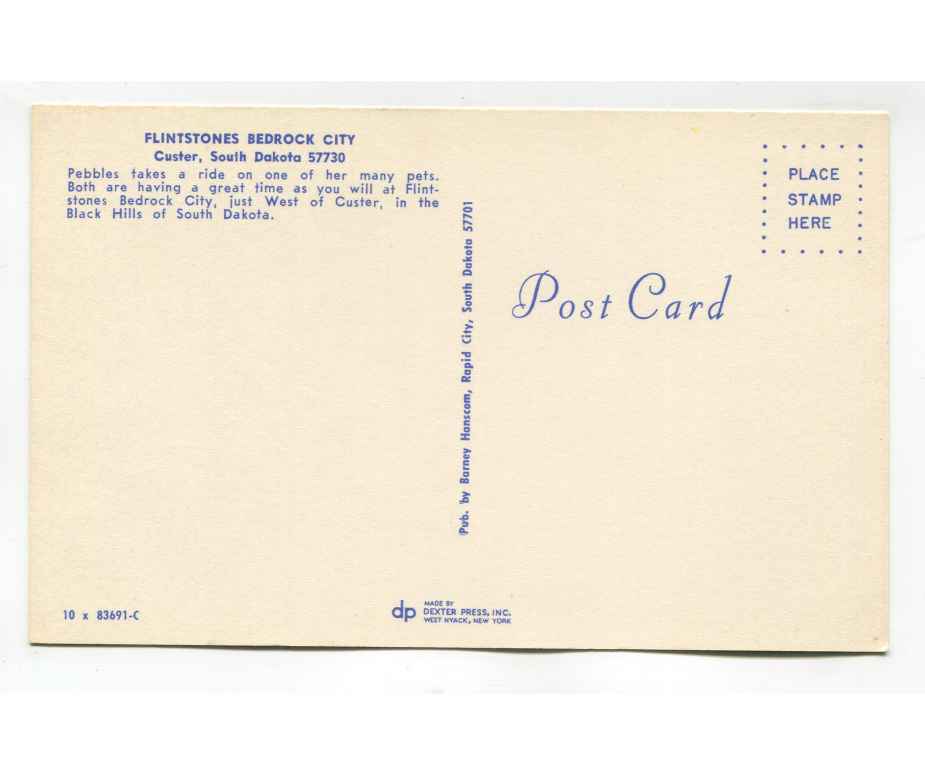 FLINTSTONES BEDROCK CITY
Custer, South Dakota 57730
Pebbles takes a ride on one of her many pets.
Both are having a great time as you will at Flint-
stones Bedrock City, just West of Custer, in the
Black Hills of South Dakota.
Pub. by Barney Hanscom, Rapid City, South Dakota 57701
PLACE
STAMP
HERE
Post Card
10 x 83691-C
dp
MADE BY
DEXTER PRESS, INC.
WEST NYACK, NEW YORK